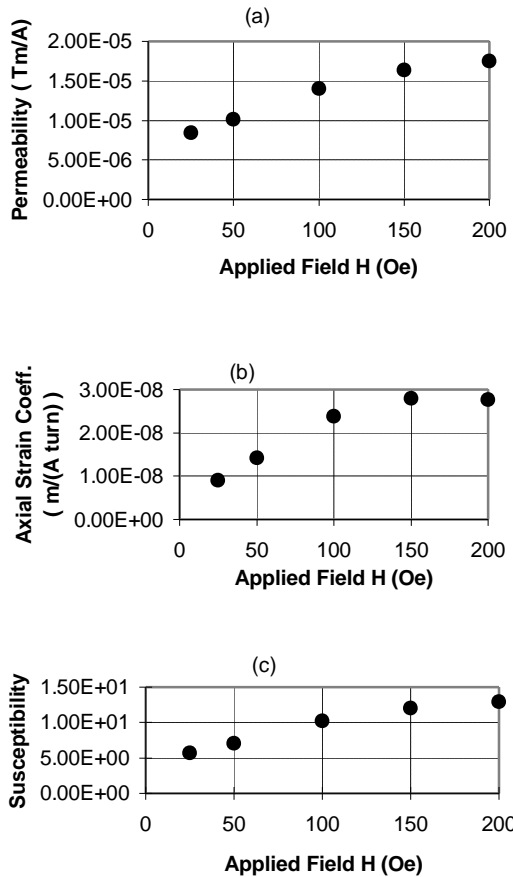 (a)
Permeability ( Tm/A)
2.00E-05
1.50E-05
1.00E-05
5.00E-06
0.00E+00
0 50 100 150 200
Applied Field H (Oe)
(b)
Axial Strain Coeff.
( m/(A turn))
3.00E-08
2.00E-08
1.00E-08
0.00E+00
0 50 100 150 200
Applied Field H (Oe)
(c)
Susceptibility
1.50E+01
1.00E+01
5.00E+00
0.00E+00
0 50 100 150 200
Applied Field H (Oe)